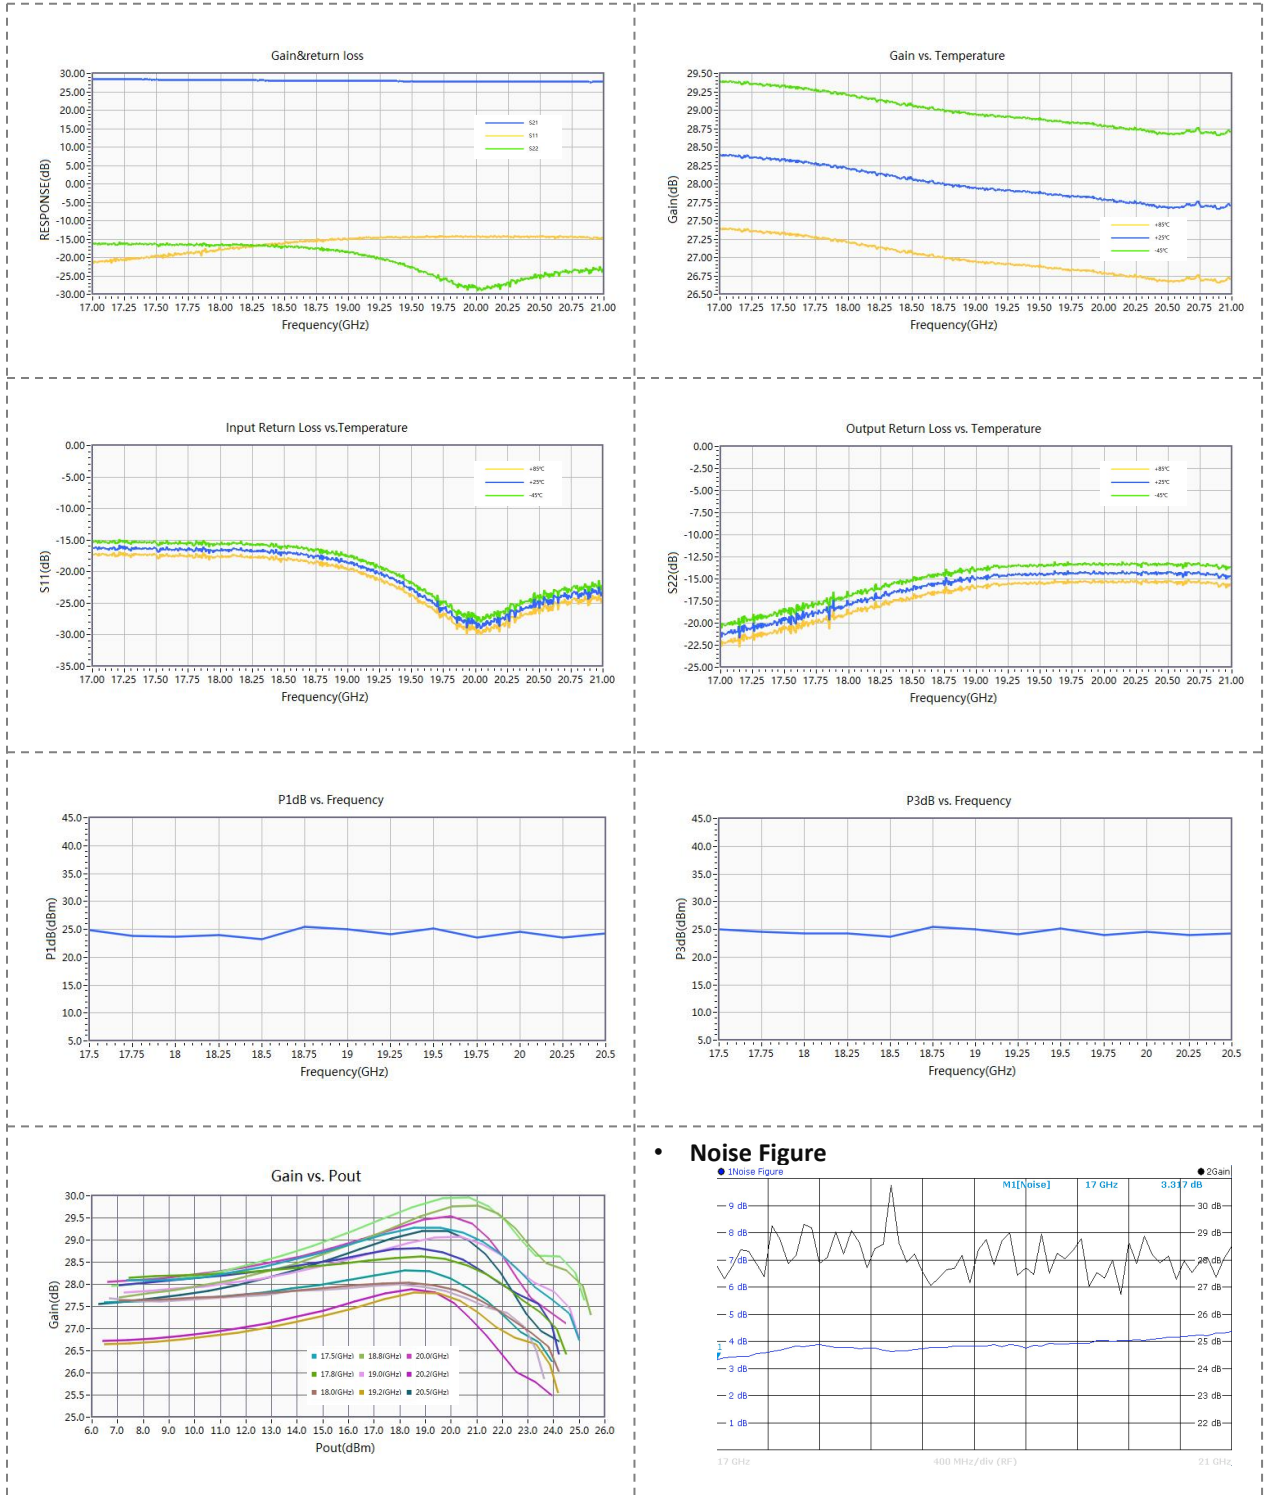 Gain&return loss
30.00
25.00
20.00
15.00
10.00
5.00
0.00
-5.00
-10.00
-15.00
-20.00
-25.00
-30.00
RESPONSE(dB)
S21
S11
S22
17.00 17.25 17.50 17.75 18.00 18.25 18.50 18.75 19.00 19.25 19.50 19.75 20.00 20.25 20.50 20.75 21.00
Frequency(GHz)
Gain vs. Temperature
29.50
29.25
29.00
28.75
28.50
28.25
28.00
27.75
27.50
27.25
27.00
26.75
26.50
Gain(dB)
+85℃
+25℃
-45℃
17.00 17.25 17.50 17.75 18.00 18.25 18.50 18.75 19.00 19.25 19.50 19.75 20.00 20.25 20.50 20.75 21.00
Frequency(GHz)
Input Return Loss vs.Temperature
0.00
-5.00
-10.00
-15.00
-20.00
-25.00
-30.00
-35.00
S11(dB)
+85℃
+25℃
-45℃
17.00 17.25 17.50 17.75 18.00 18.25 18.50 18.75 19.00 19.25 19.50 19.75 20.00 20.25 20.50 20.75 21.00
Frequency(GHz)
Output Return Loss vs. Temperature
0.00
-2.50
-5.00
-7.50
-10.00
-12.50
-15.00
-17.50
-20.00
-22.50
-25.00
S22(dB)
+85℃
+25℃
-45℃
17.00 17.25 17.50 17.75 18.00 18.25 18.50 18.75 19.00 19.25 19.50 19.75 20.00 20.25 20.50 20.75 21.00
Frequency(GHz)
P1dB vs. Frequency
45.0
40.0
35.0
30.0
25.0
20.0
15.0
10.0
5.0
P1dB(dBm)
17.5 17.75 18 18.25 18.5 18.75 19 19.25 19.5 19.75 20 20.25 20.5
Frequency(GHz)
P3dB vs. Frequency
45.0
40.0
35.0
30.0
25.0
20.0
15.0
10.0
5.0
P3dB(dBm)
17.5 17.75 18 18.25 18.5 18.75 19 19.25 19.5 19.75 20 20.25 20.5
Frequency(GHz)
Gain vs. Pout
30.0
29.5
29.0
28.5
28.0
27.5
27.0
26.5
26.0
25.5
25.0
Gain(dB)
17.5(GHz) 18.8(GHz) 20.0(GHz)
17.8(GHz) 19.0(GHz) 20.2(GHz)
18.0(GHz) 19.2(GHz) 20.5(GHz)
6.0 7.0 8.0 9.0 10.0 11.0 12.0 13.0 14.0 15.0 16.0 17.0 18.0 19.0 20.0 21.0 22.0 23.0 24.0 25.0 26.0
Pout(dBm)
• Noise Figure
1Noise Figure 2Gain
M1[Noise] 17 GHz 3.317 dB
9 dB 30 dB
8 dB 29 dB
7 dB 28 dB
6 dB 27 dB
5 dB 26 dB
4 dB 25 dB
1
3 dB 24 dB
2 dB 23 dB
1 dB 22 dB
17 GHz 400 MHz/div (RF) 21 GHz